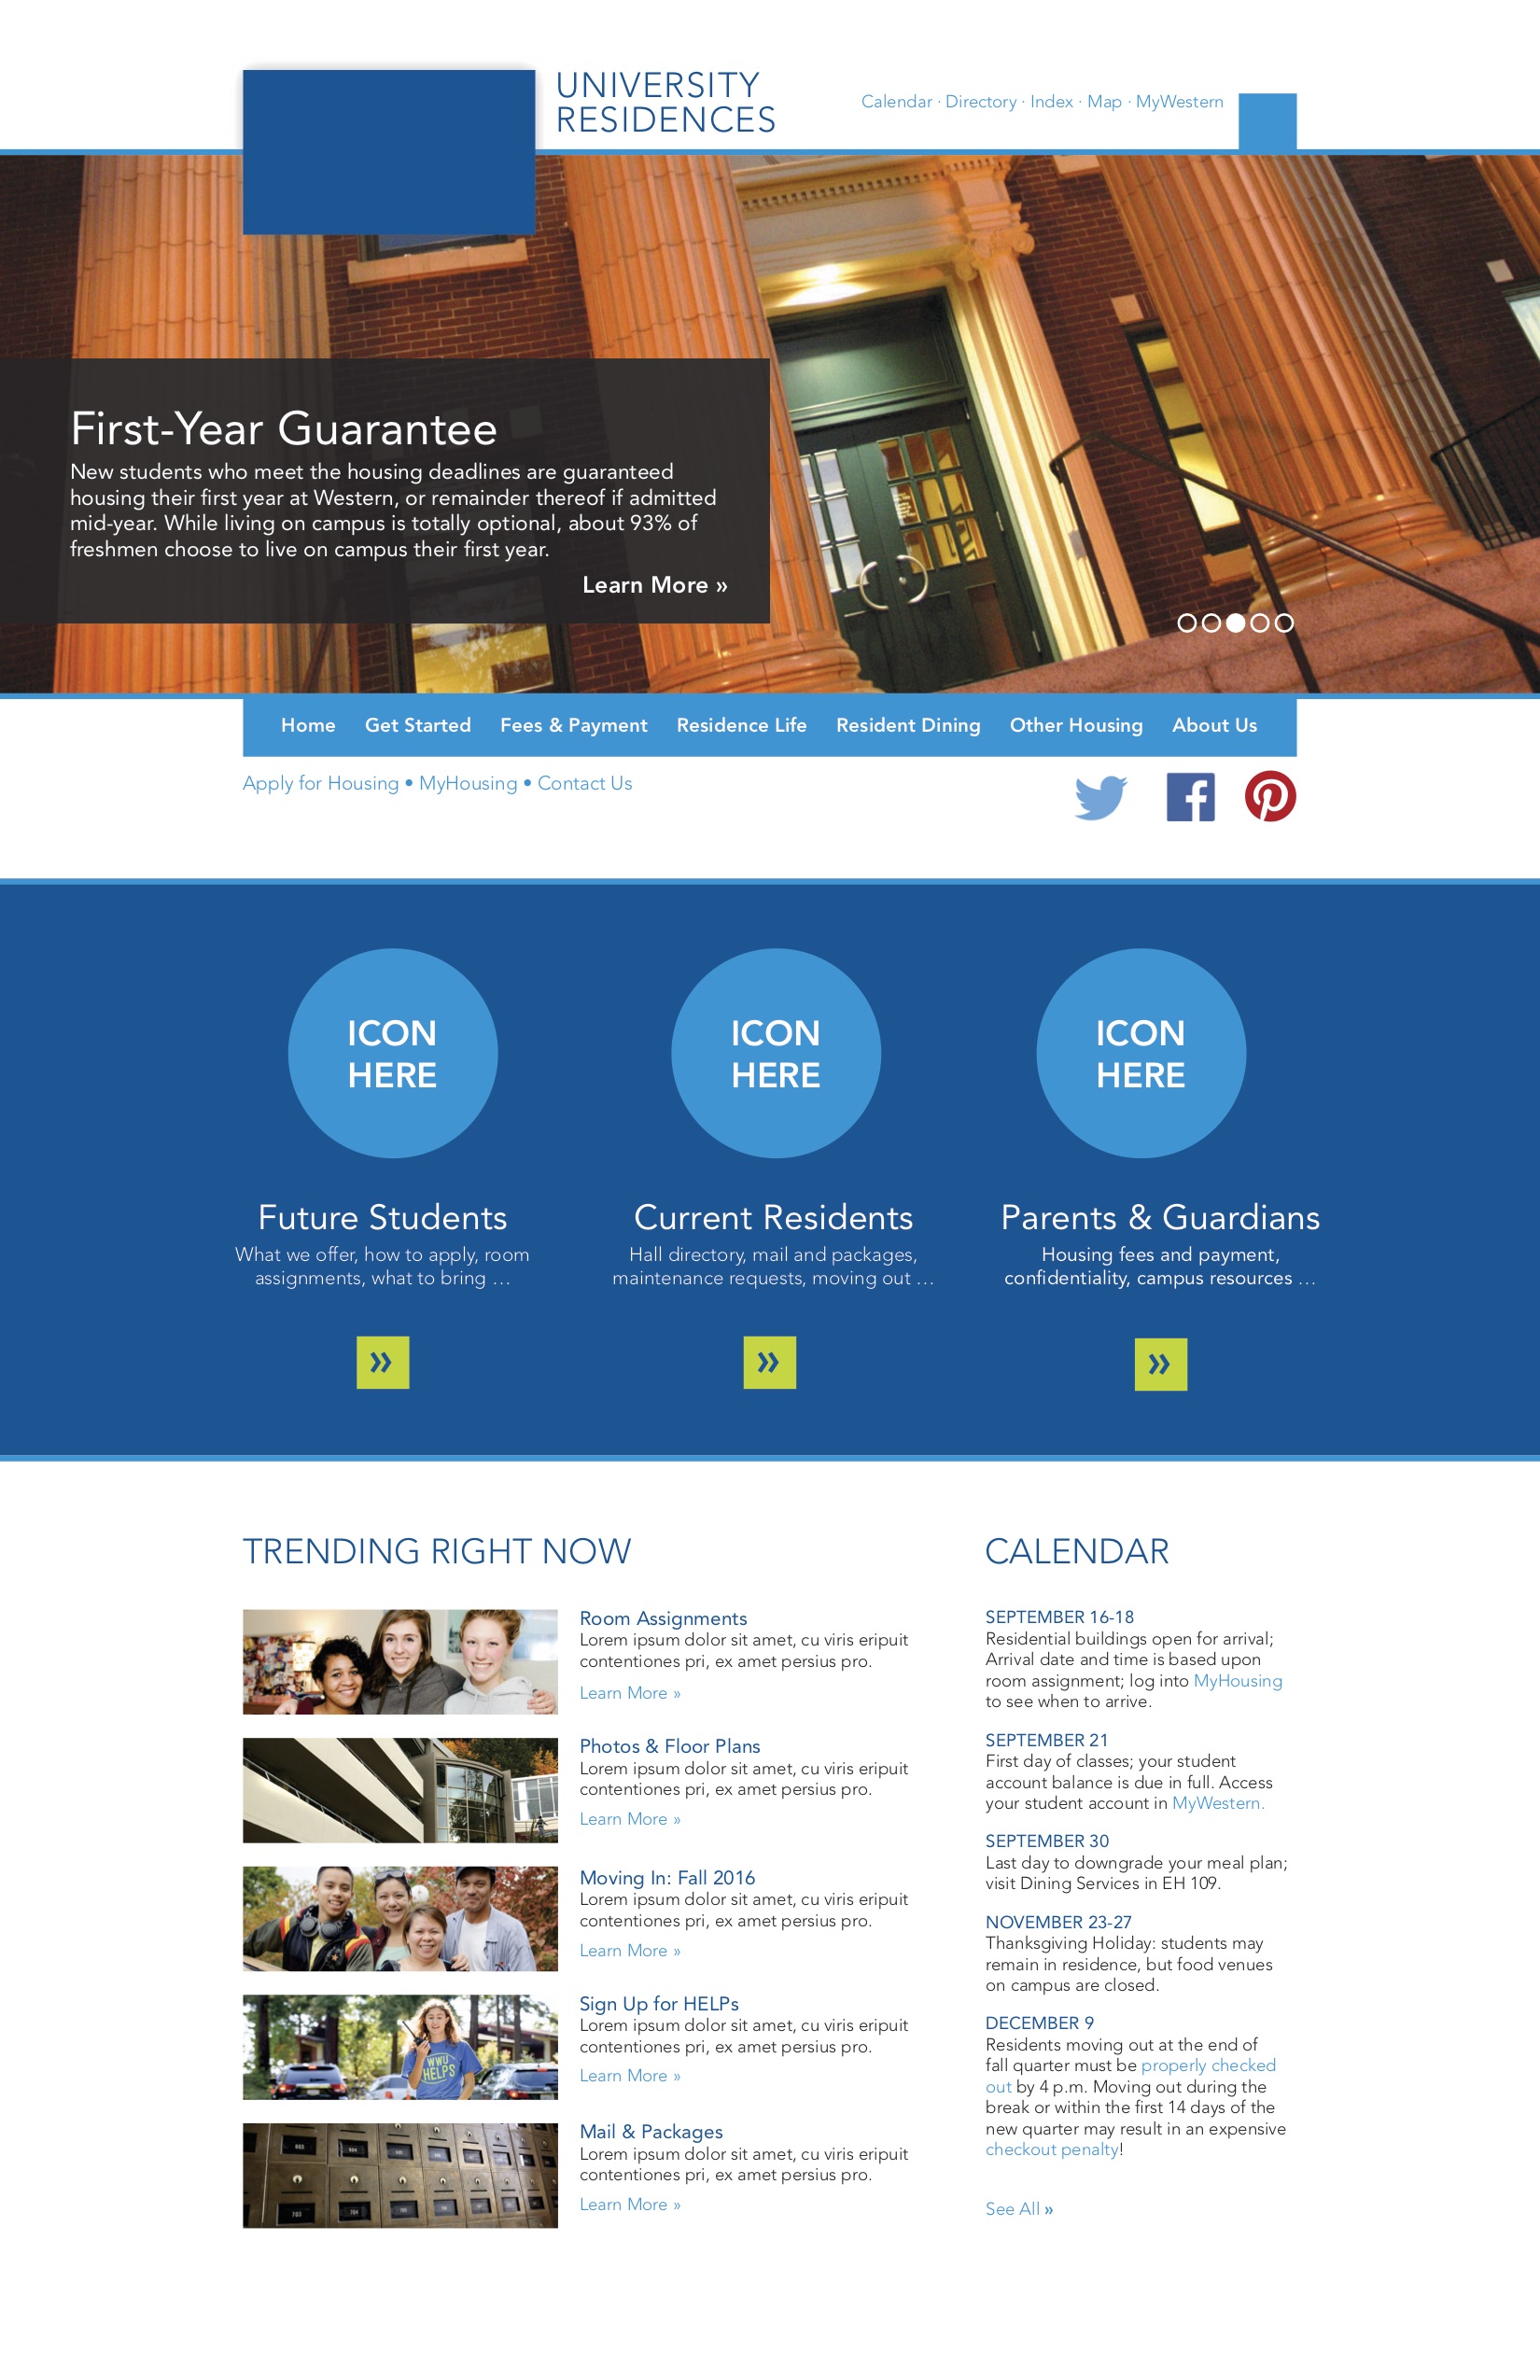 UNIVERSITY
RESIDENCES
Calendar · Directory · Index · Map · MyWestern
First-Year Guarantee
New students who meet the housing deadlines are guaranteed
housing their first year at Western, or remainder thereof if admitted
mid-year. While living on campus is totally optional, about 93% of
freshmen choose to live on campus their first year.
Learn More »
Home Get Started Fees & Payment Residence Life Resident Dining Other Housing About Us
Apply for Housing • MyHousing • Contact Us
ICON
HERE
ICON
HERE
ICON
HERE
Future Students
What we offer, how to apply, room
assignments, what to bring …
»
Current Residents
Hall directory, mail and packages,
maintenance requests, moving out …
»
Parents & Guardians
Housing fees and payment,
confidentiality, campus resources …
»
TRENDING RIGHT NOW
Room Assignments
Lorem ipsum dolor sit amet, cu viris eripuit
contentiones pri, ex amet persius pro.
Learn More »
Photos & Floor Plans
Lorem ipsum dolor sit amet, cu viris eripuit
contentiones pri, ex amet persius pro.
Learn More »
Moving In: Fall 2016
Lorem ipsum dolor sit amet, cu viris eripuit
contentiones pri, ex amet persius pro.
Learn More »
WWU
HELPS
Sign Up for HELPs
Lorem ipsum dolor sit amet, cu viris eripuit
contentiones pri, ex amet persius pro.
Learn More »
703
704
Mail & Packages
Lorem ipsum dolor sit amet, cu viris eripuit
contentiones pri, ex amet persius pro.
Learn More »
CALENDAR
SEPTEMBER 16-18
Residential buildings open for arrival;
Arrival date and time is based upon
room assignment; log into MyHousing
to see when to arrive.
SEPTEMBER 21
First day of classes; your student
account balance is due in full. Access
your student account in MyWestern.
SEPTEMBER 30
Last day to downgrade your meal plan;
visit Dining Services in EH 109.
NOVEMBER 23-27
Thanksgiving Holiday: students may
remain in residence, but food venues
on campus are closed.
DECEMBER 9
Residents moving out at the end of
fall quarter must be properly checked
out by 4 p.m. Moving out during the
break or within the first 14 days of the
new quarter may result in an expensive
checkout penalty!
See All »